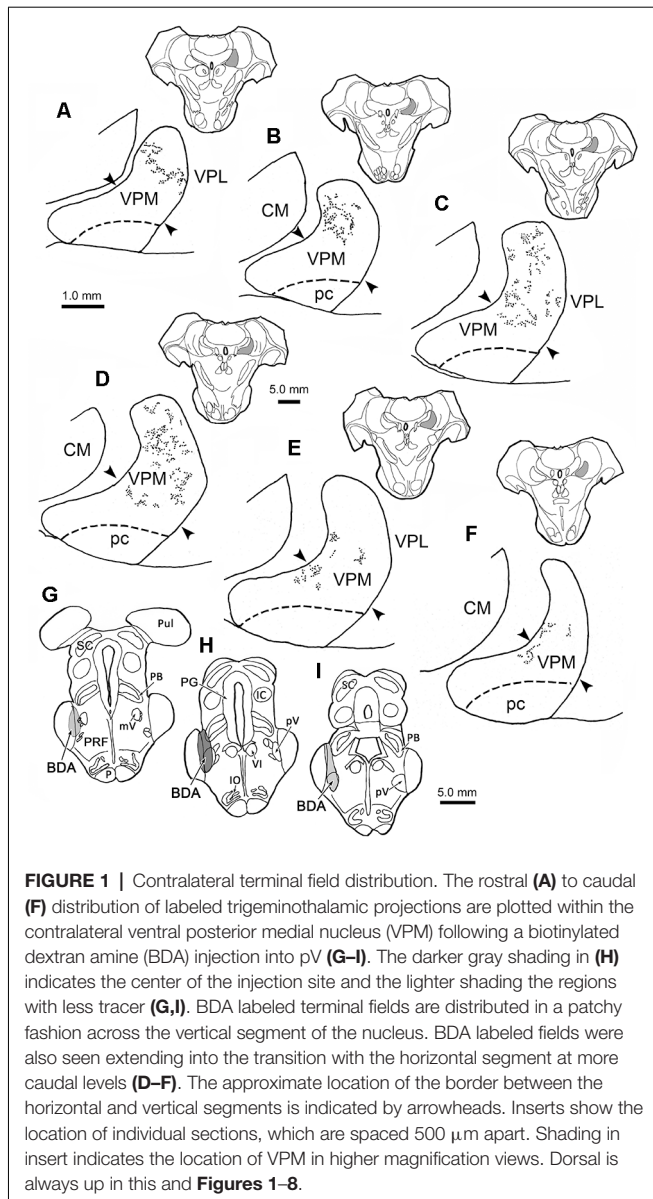 A
VPL
VPM
1.0 mm
B
CM
VPM
pc
C
VPL
VPM
D
CM
VPM
pc
5.0 mm
E
VPL
VPM
F
CM
VPM
pc
G
Pul
SC
PB
mV
PRF
BDA
P
H
PG
IC
pV
VI
IO
BDA
I
SC
PB
pV
BDA
5.0 mm
FIGURE 1 | Contralateral terminal field distribution. The rostral (A) to caudal
(F) distribution of labeled trigeminothalamic projections are plotted within the
contralateral ventral posterior medial nucleus (VPM) following a biotinylated
dextran amine (BDA) injection into pV (G–I). The darker gray shading in (H)
indicates the center of the injection site and the lighter shading the regions
with less tracer (G,I). BDA labeled terminal fields are distributed in a patchy
fashion across the vertical segment of the nucleus. BDA labeled fields were
also seen extending into the transition with the horizontal segment at more
caudal levels (D–F). The approximate location of the border between the
horizontal and vertical segments is indicated by arrowheads. Inserts show the
location of individual sections, which are spaced 500 μm apart. Shading in
insert indicates the location of VPM in higher magnification views. Dorsal is
always up in this and Figures 1–8.